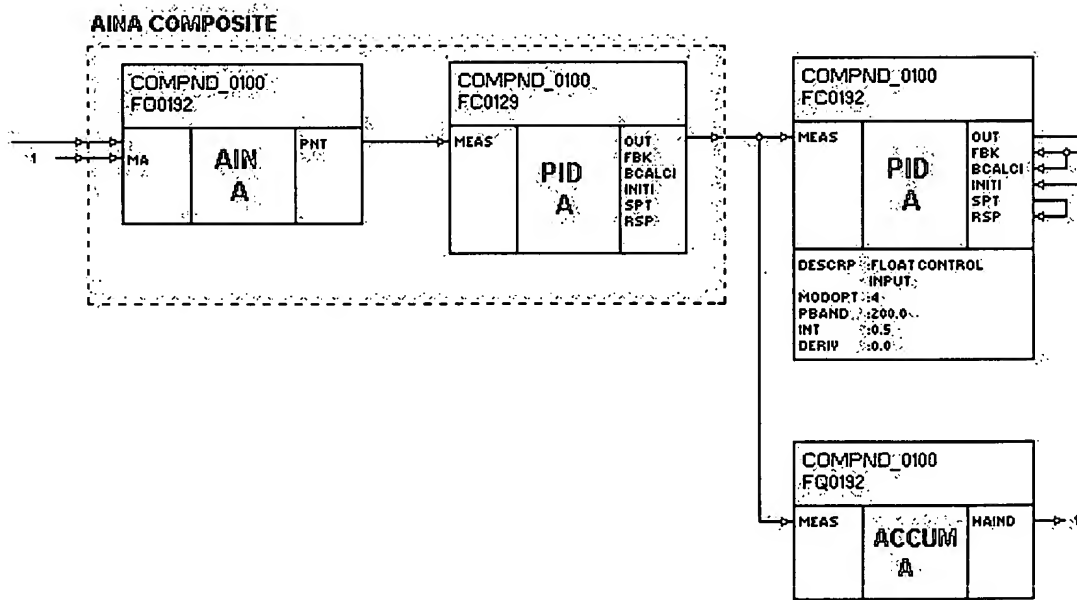 AINA COMPOSITE
COMPND_0100
FO0192
1
MA
AIN
A
PNT
COMPND_0100
FC0129
MEAS
PID
A
OUT
FBK
BCALCI
INITI
SPT
RSP
COMPND_0100
FC0192
MEAS
PID
A
OUT
FBK
BCALCI
INITI
SPT
RSP
DESCRP :FLOAT CONTROL
INPUT
MODOPT :4
PBAND :200.0
INT :0.5
DERIV :0.0
COMPND_0100
FQ0192
MEAS
ACCUM
A
HAIND
1